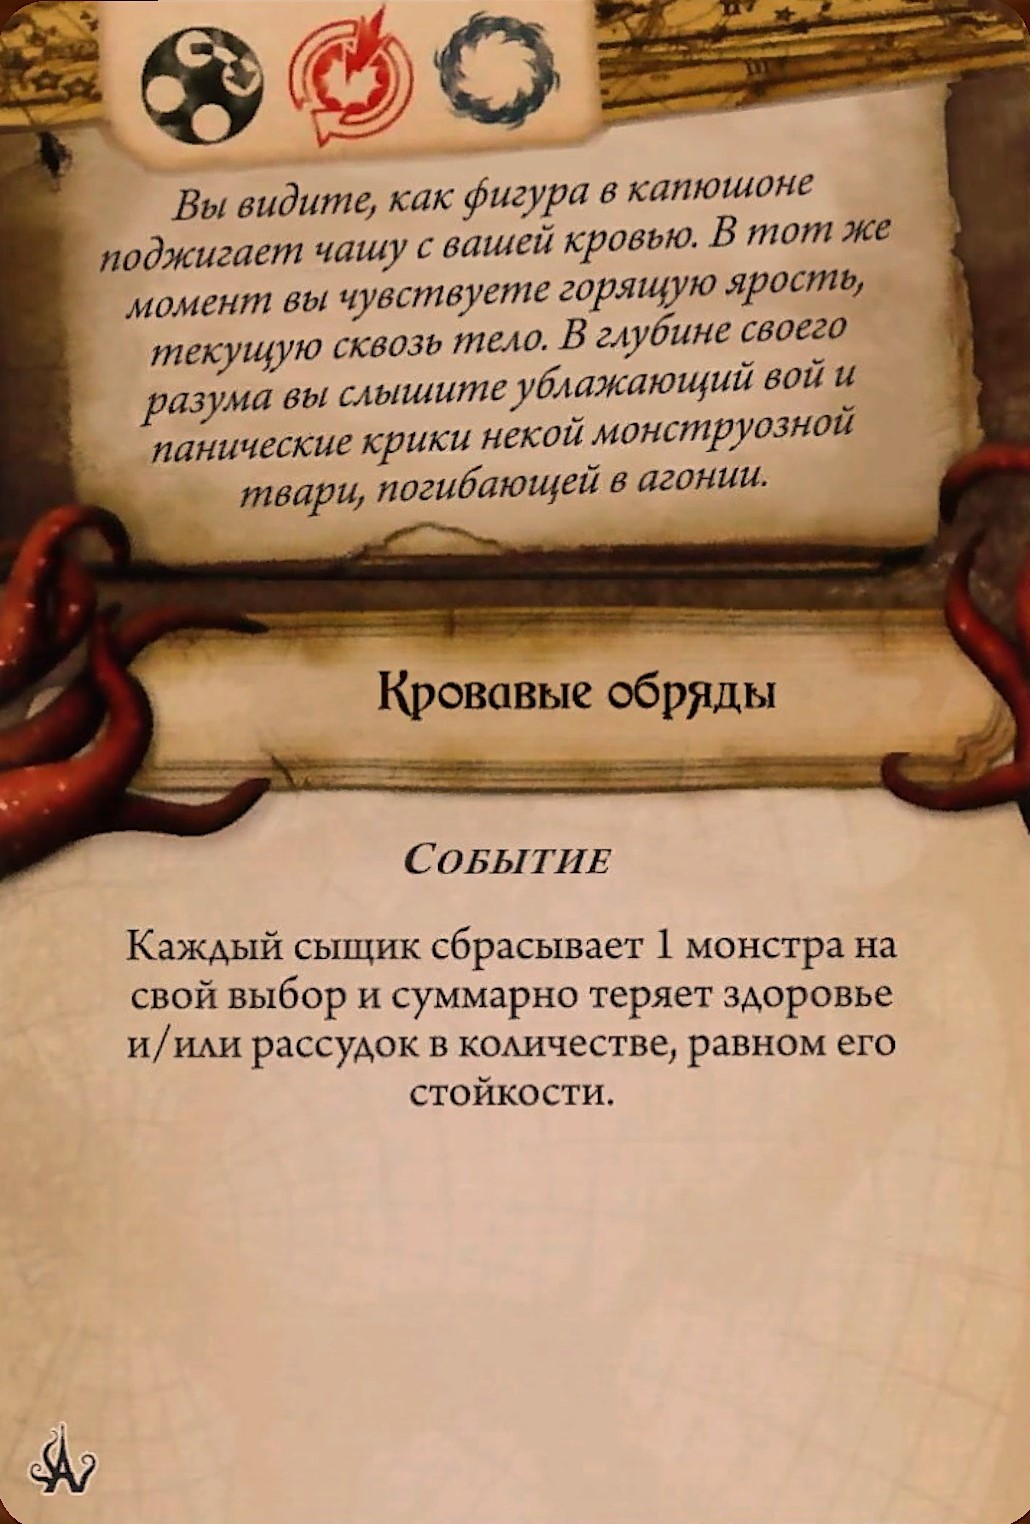 Вы видите, как фигура в капюшоне
поджигает чашу с вашей кровью. В тот же
момент вы чувствуете горящую ярость,
текущую сквозь тело. В глубине своего
разума вы слышите ублажающий вой и
панические крики некой монструозной
твари, погибающей в агонии.
Кровавые обряды
Событие
Каждый сыщик сбрасывает 1 монстра на
свой выбор и суммарно теряет здоровье
и/или рассудок в количестве, равном его
стойкости.